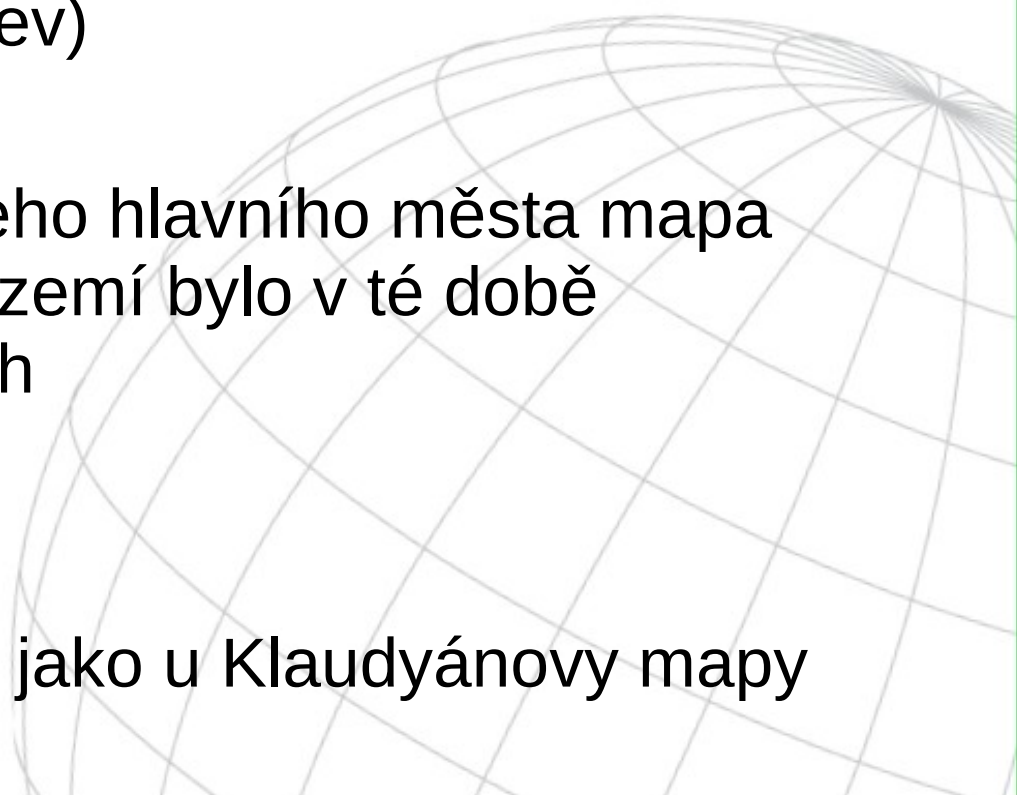 ev)
eho hlavního města mapa
zemí bylo v té době
h
jako u Klaudyánovy mapy